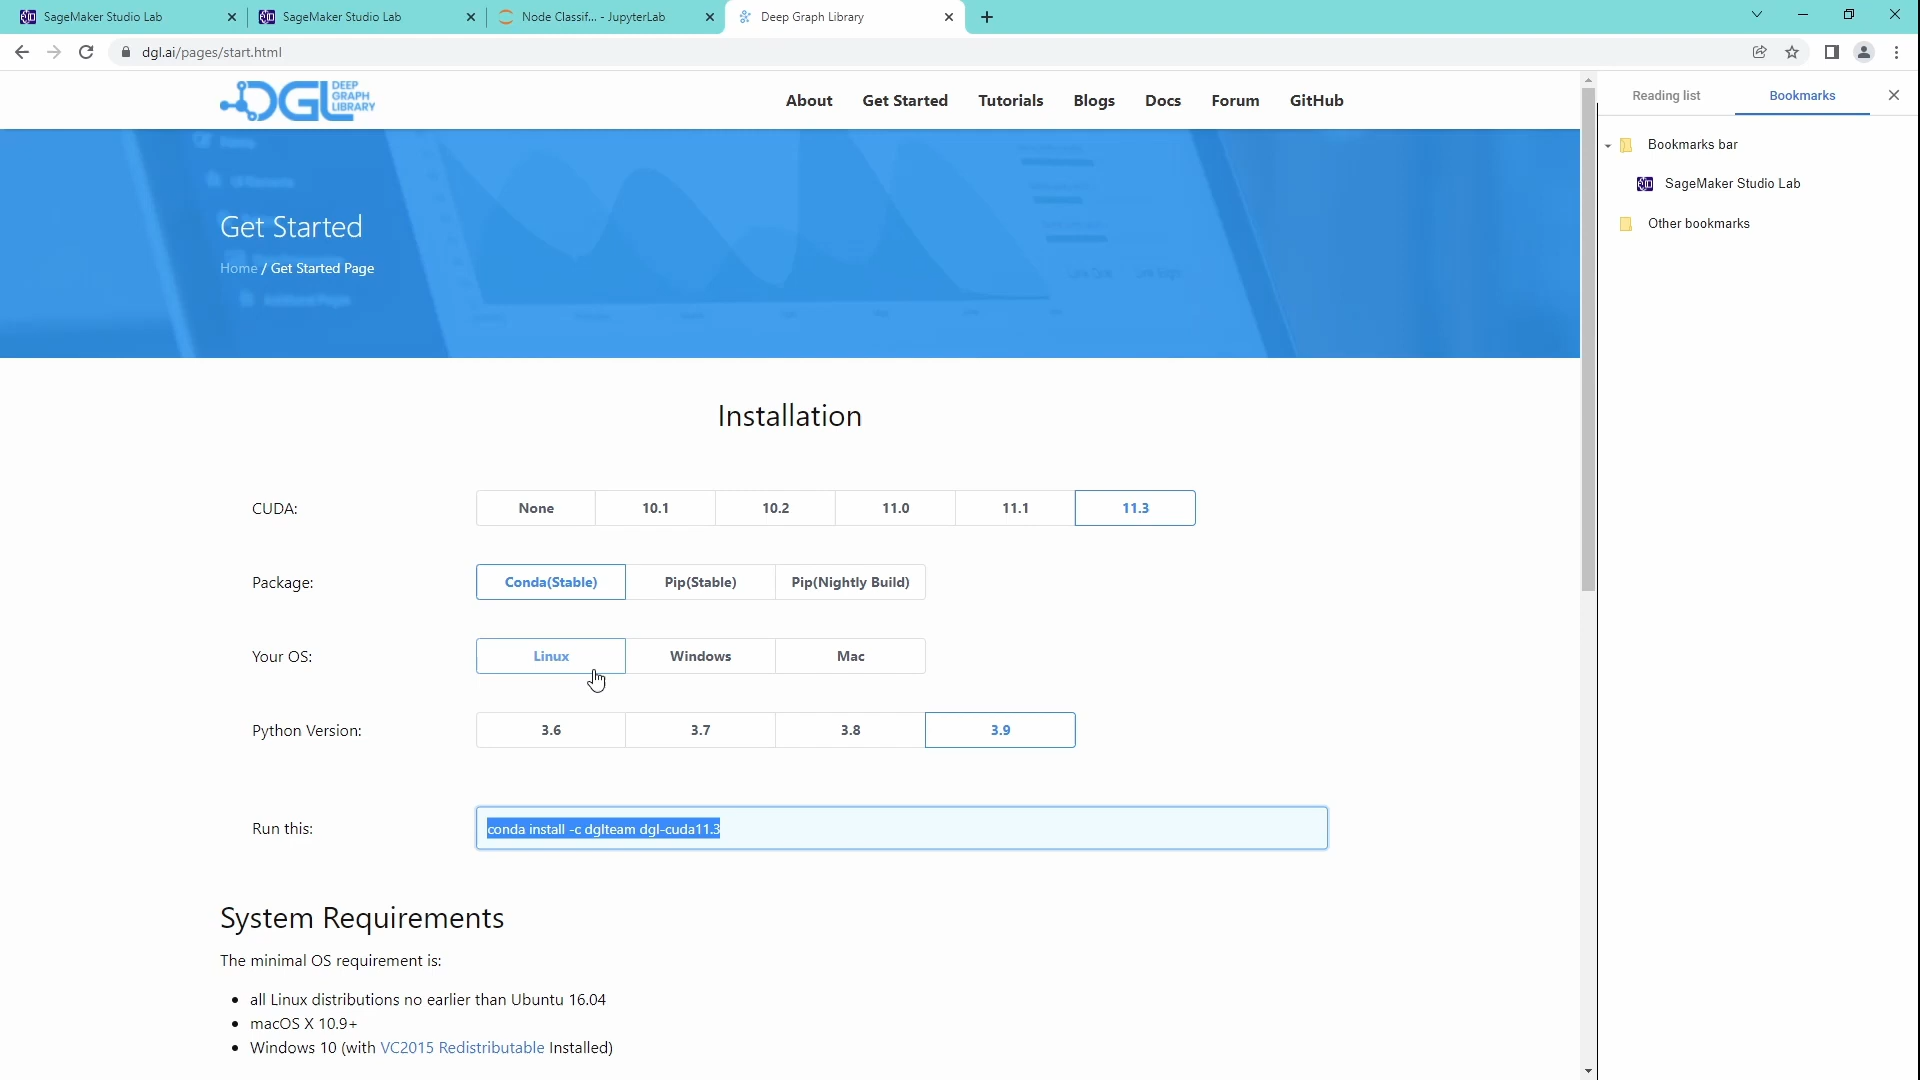 SageMaker Studio Lab
SageMaker Studio Lab
Node Classif... - JupyterLab
Deep Graph Library
dgl.ai/pages/start.html
DGL DEEP GRAPH LIBRARY
About Get Started Tutorials Blogs Docs Forum GitHub
Reading list Bookmarks
Bookmarks bar
SageMaker Studio Lab
Other bookmarks
Get Started
Home / Get Started Page
Installation
CUDA: None 10.1 10.2 11.0 11.1 11.3
Package: Conda(Stable) Pip(Stable) Pip(Nightly Build)
Your OS: Linux Windows Mac
Python Version: 3.6 3.7 3.8 3.9
Run this: conda install -c dglteam dgl-cuda11.3
System Requirements
The minimal OS requirement is:
• all Linux distributions no earlier than Ubuntu 16.04
• macOS X 10.9+
• Windows 10 (with VC2015 Redistributable Installed)